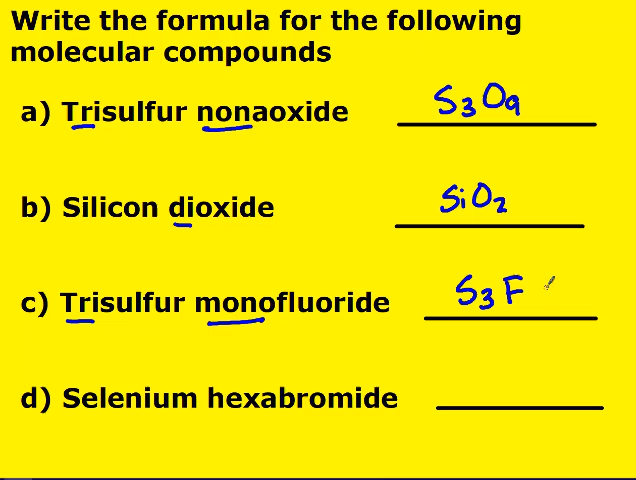 Write the formula for the following
molecular compounds
a) Trisulfur nonaoxide S₃O₉
b) Silicon dioxide SiO₂
c) Trisulfur monofluoride S₃F
d) Selenium hexabromide